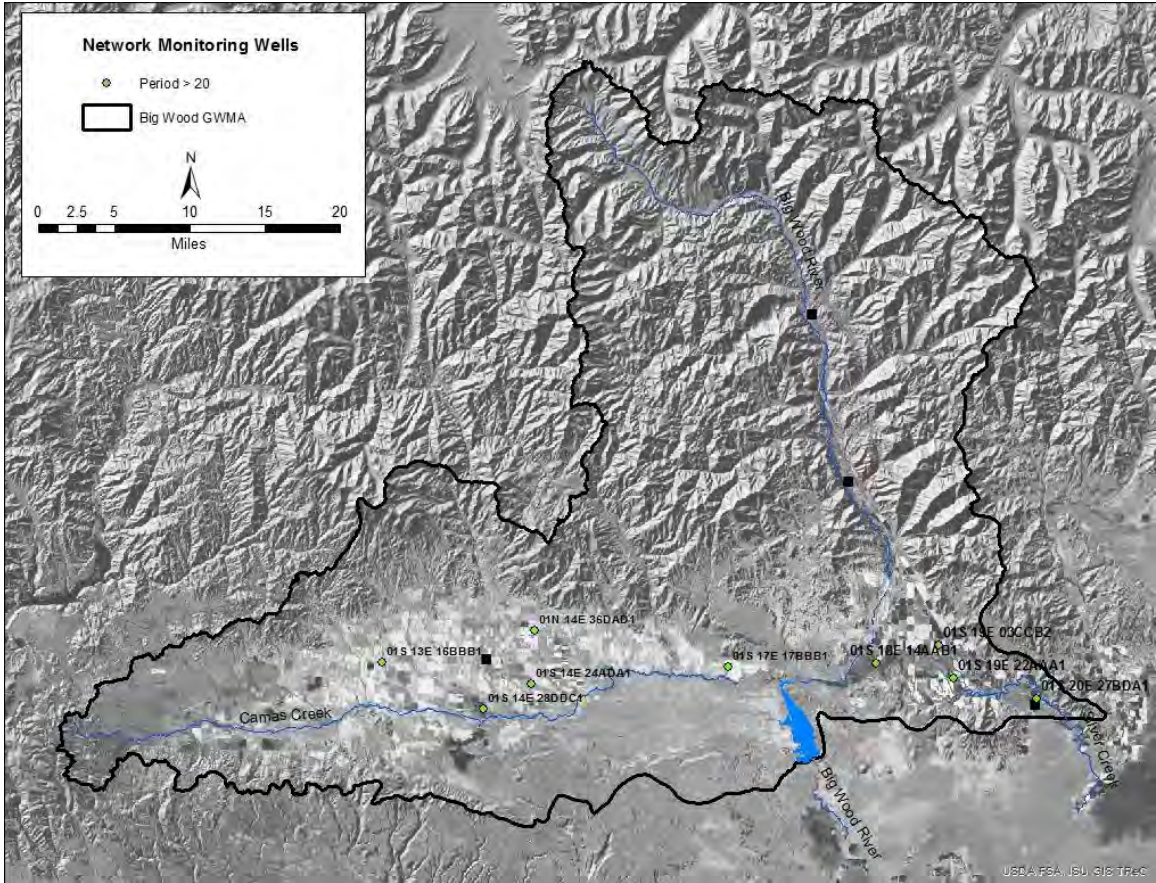 Network Monitoring Wells
Period > 20
Big Wood GWMA
N
0 2.5 5 10 15 20
Miles
Big Wood River
01N 14E 36DAD1
01S 13E 16BBB1
01S 14E 24ADA1
01S 14E 28DDC1
01S 17E 17BBB1
01S 18E 14AAB1
01S 19E 03CCB2
01S 19E 22AAA1
01S 20E 27BDA1
Camas Creek
Silver Creek
Big Wood River
USDA FSA, ISU GIS TReC